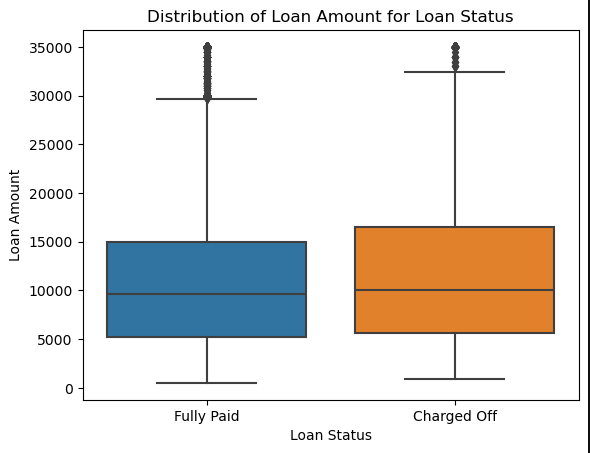 Distribution of Loan Amount for Loan Status
Loan Amount
35000
30000
25000
20000
15000
10000
5000
0
Fully Paid
Charged Off
Loan Status